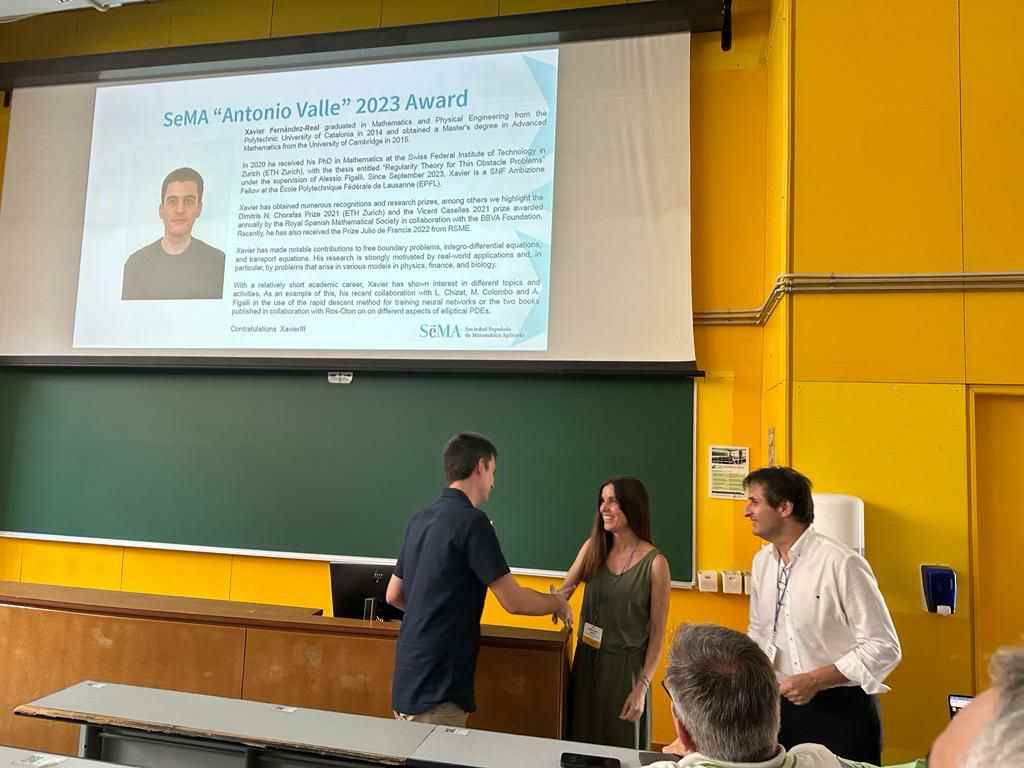 SeMA “Antonio Valle” 2023 Award
Xavier Fernández-Real graduated in Mathematics and Physical Engineering from the
Polytechnic University of Catalonia in 2014 and obtained a Master's degree in Advanced
Mathematics from the University of Cambridge in 2015.
In 2020 he received his PhD in Mathematics at the Swiss Federal Institute of Technology in
Zurich (ETH Zurich), with the thesis entitled “Regularity Theory for Thin Obstacle Problems”
under the supervision of Alessio Figalli. Since September 2023, Xavier is a SNF Ambizione
Fellow at the École Polytechnique Fédérale de Lausanne (EPFL).
Xavier has obtained numerous recognitions and research prizes, among others we highlight the
Dimitris N. Chorafas Prize 2021 (ETH Zurich) and the Vicent Caselles 2021 prize awarded
annually by the Royal Spanish Mathematical Society in collaboration with the BBVA Foundation.
Recently, he has also received the Prize Julio de Francia 2022 from RSME.
Xavier has made notable contributions to free boundary problems, integro-differential equations,
and transport equations. His research is strongly motivated by real-world applications and, in
particular, by problems that arise in various models in physics, finance, and biology.
With a relatively short academic career, Xavier has shown interest in different topics and
activities. As an example of this, his recent collaboration with L. Chizat, M. Colombo and A.
Figalli in the use of the rapid descent method for training neural networks or the two books
published in collaboration with Ros-Oton on on different aspects of elliptical PDEs.
Contratulations Xavier!!!
SēMA Sociedad Española
de Matemática Aplicada